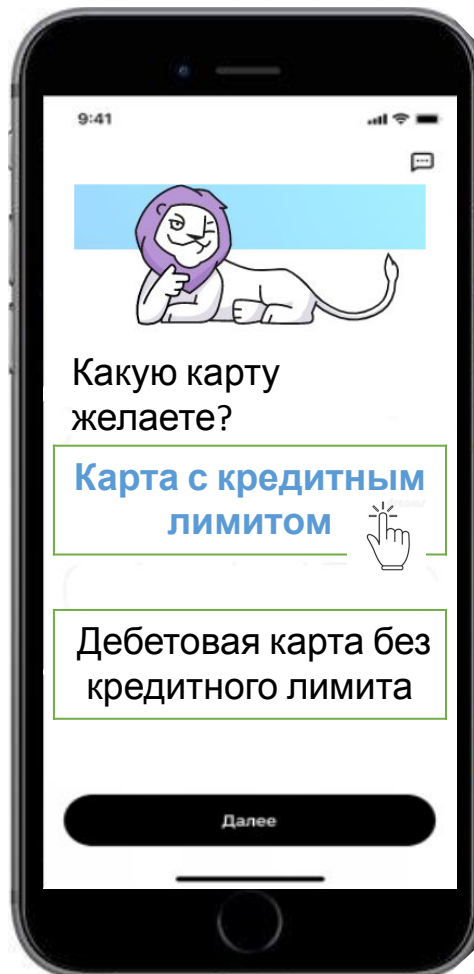 9:41
Какую карту
желаете?
Карта с кредитным
лимитом
Дебетовая карта без
кредитного лимита
Далее